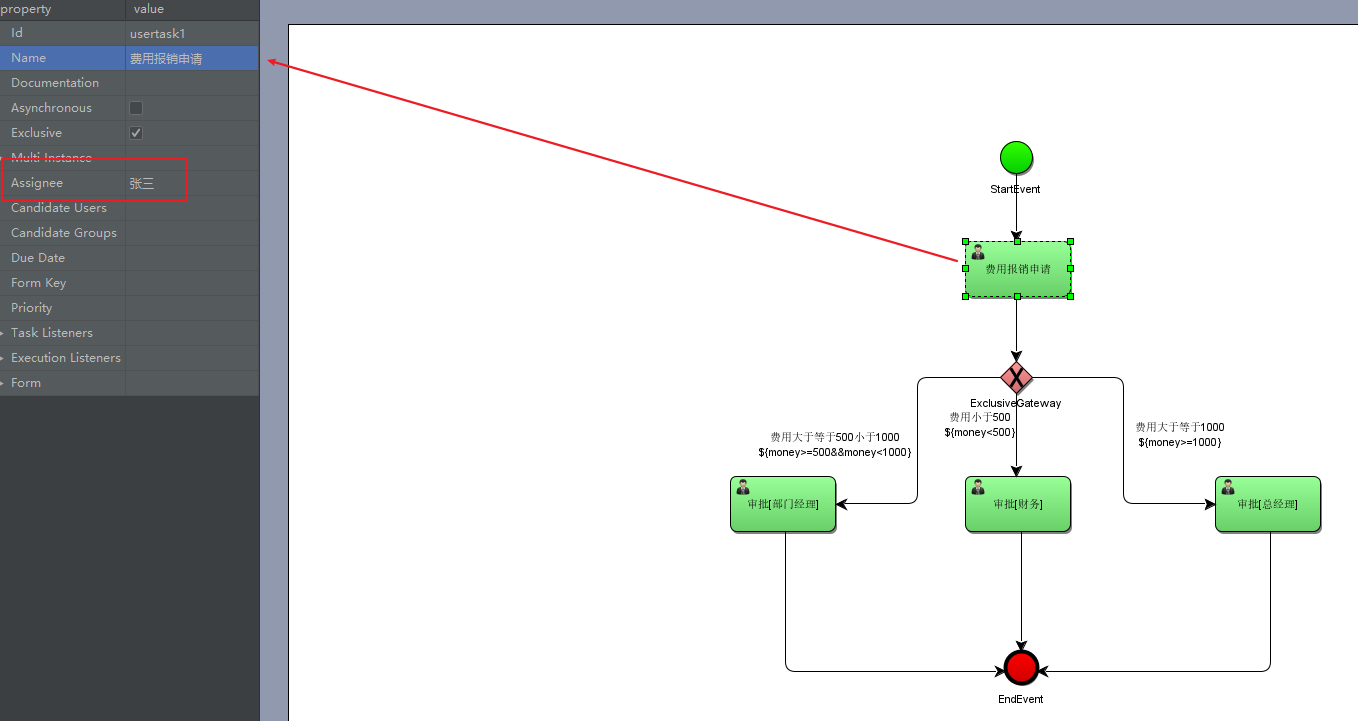 property value
Id usertask1
Name 费用报销申请
Documentation
Asynchronous
Exclusive
Multi Instance
Assignee 张三
Candidate Users
Candidate Groups
Due Date
Form Key
Priority
Task Listeners
Execution Listeners
Form
StartEvent
费用报销申请
ExclusiveGateway
费用大于等于500小于1000
${money>=500&&money<1000}
费用小于500
${money<500}
费用大于等于1000
${money>=1000}
审批[部门经理]
审批[财务]
审批[总经理]
EndEvent